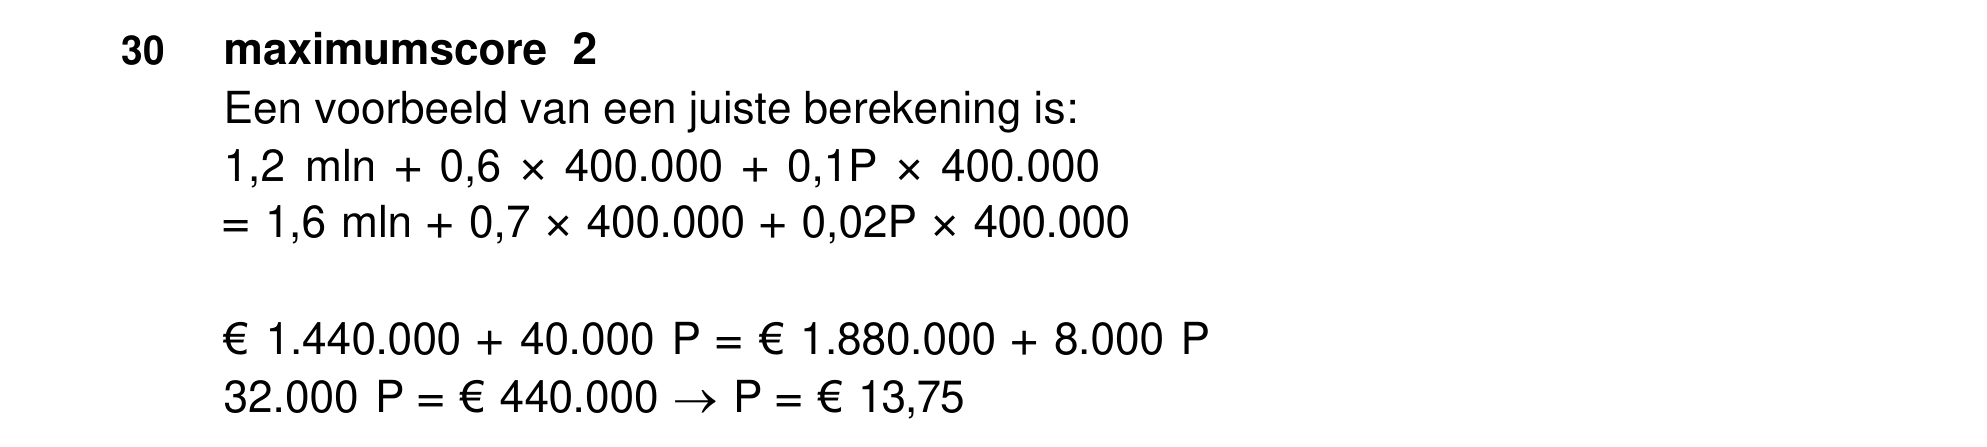 30 maximumscore 2
Een voorbeeld van een juiste berekening is:
1,2 mln + 0,6 × 400.000 + 0,1P × 400.000
= 1,6 mln + 0,7 × 400.000 + 0,02P × 400.000
€ 1.440.000 + 40.000 P = € 1.880.000 + 8.000 P
32.000 P = € 440.000 → P = € 13,75